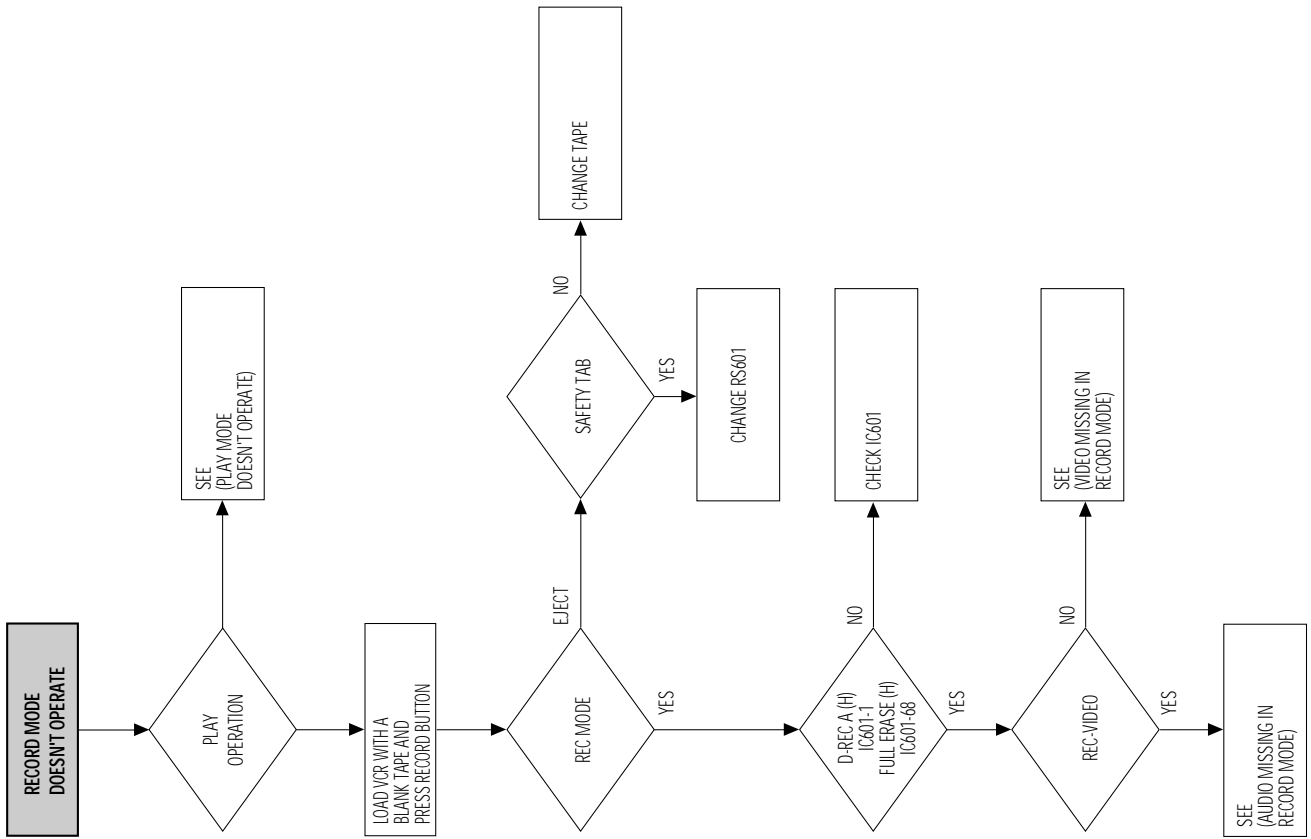 RECORD MODE
DOESN'T OPERATE
PLAY
OPERATION
SEE
(PLAY MODE
DOESN'T OPERATE)
LOAD VCR WITH A
BLANK TAPE AND
PRESS RECORD BUTTON
REC MODE
EJECT
SAFETY TAB
NO
CHANGE TAPE
YES
CHANGE RS601
YES
D-REC A (H)
IC601-1
FULL ERASE (H)
IC601-68
NO
CHECK IC601
YES
REC-VIDEO
NO
SEE
(VIDEO MISSING IN
RECORD MODE)
YES
SEE
(AUDIO MISSING IN
RECORD MODE)